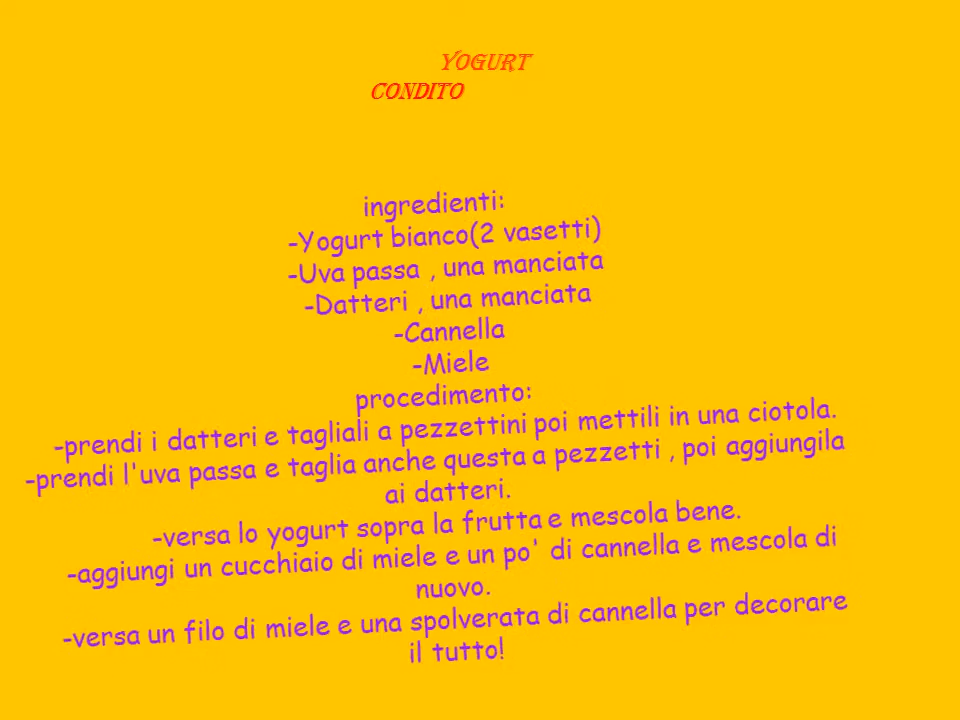 YOGURT
CONDITO
ingredienti:
-Yogurt bianco(2 vasetti)
-Uva passa , una manciata
-Datteri , una manciata
-Cannella
-Miele
procedimento:
-prendi i datteri e tagliali a pezzettini poi mettili in una ciotola.
-prendi l'uva passa e taglia anche questa a pezzetti , poi aggiungila
ai datteri.
-versa lo yogurt sopra la frutta e mescola bene.
-aggiungi un cucchiaio di miele e un po' di cannella e mescola di
nuovo.
-versa un filo di miele e una spolverata di cannella per decorare
il tutto!